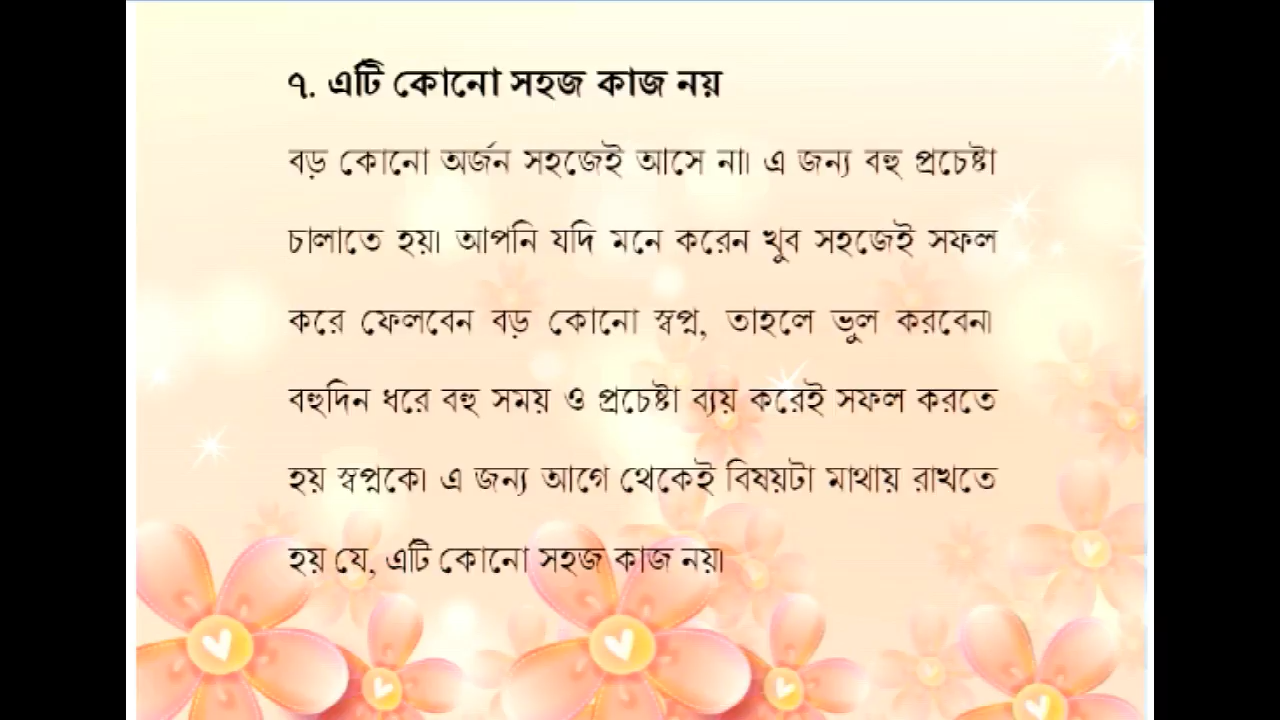 ৭. এটি কোনো সহজ কাজ নয়
বড় কোনো অর্জন সহজেই আসে না। এ জন্য বহু প্রচেষ্টা
চালাতে হয়। আপনি যদি মনে করেন খুব সহজেই সফল
করে ফেলবেন বড় কোনো স্বপ্ন, তাহলে ভুল করবেন।
বহুদিন ধরে বহু সময় ও প্রচেষ্টা ব্যয় করেই সফল করতে
হয় স্বপ্নকে। এ জন্য আগে থেকেই বিষয়টা মাথায় রাখতে
হয় যে, এটি কোনো সহজ কাজ নয়।